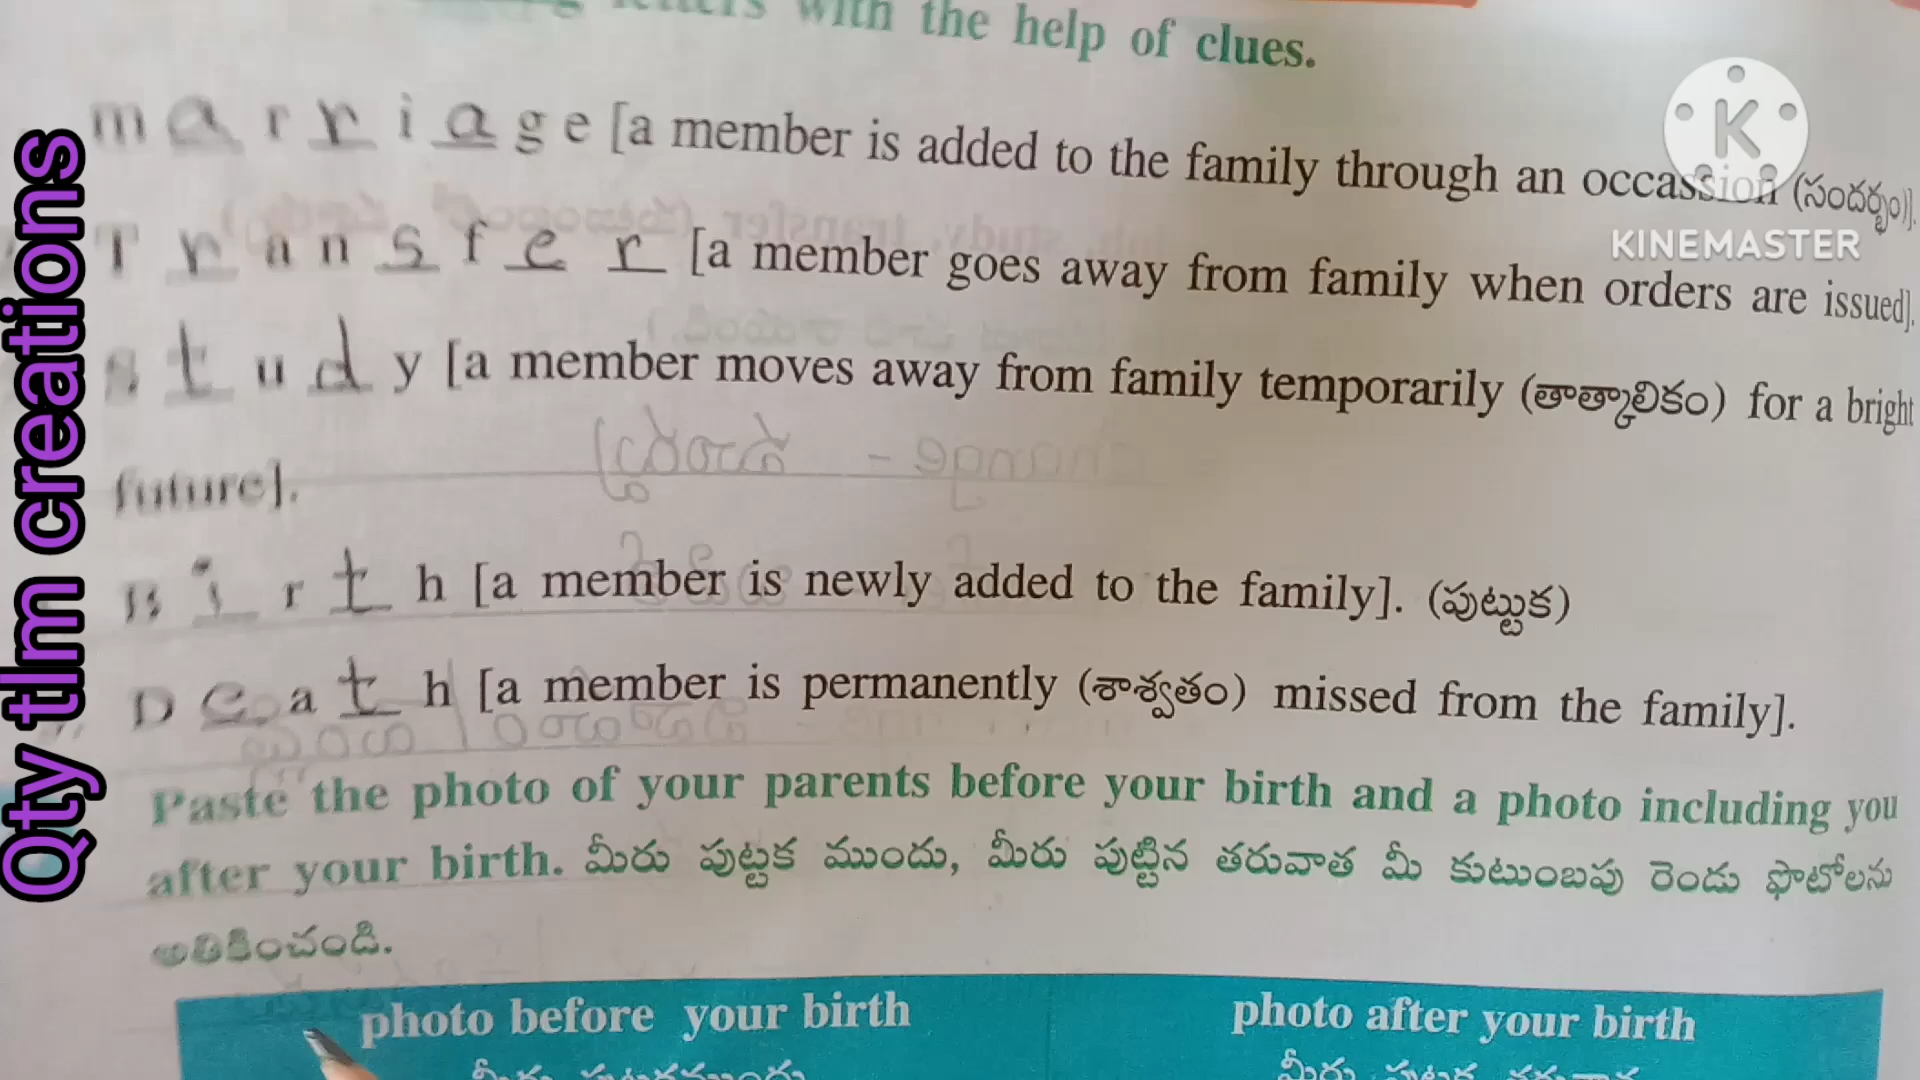 letters with the help of clues.
marriage [a member is added to the family through an occassion (సందర్భం)].
KINEMASTER
Transfer [a member goes away from family when orders are issued].
study [a member moves away from family temporarily (తాత్కాలికం) for a bright
future].
Birth [a member is newly added to the family]. (పుట్టుక)
Death [a member is permanently (శాశ్వతం) missed from the family].
Paste the photo of your parents before your birth and a photo including you
after your birth. మీరు పుట్టక ముందు, మీరు పుట్టిన తరువాత మీ కుటుంబపు రెండు ఫొటోలను
అతికించండి.
photo before your birth
photo after your birth
Qty tlm creations